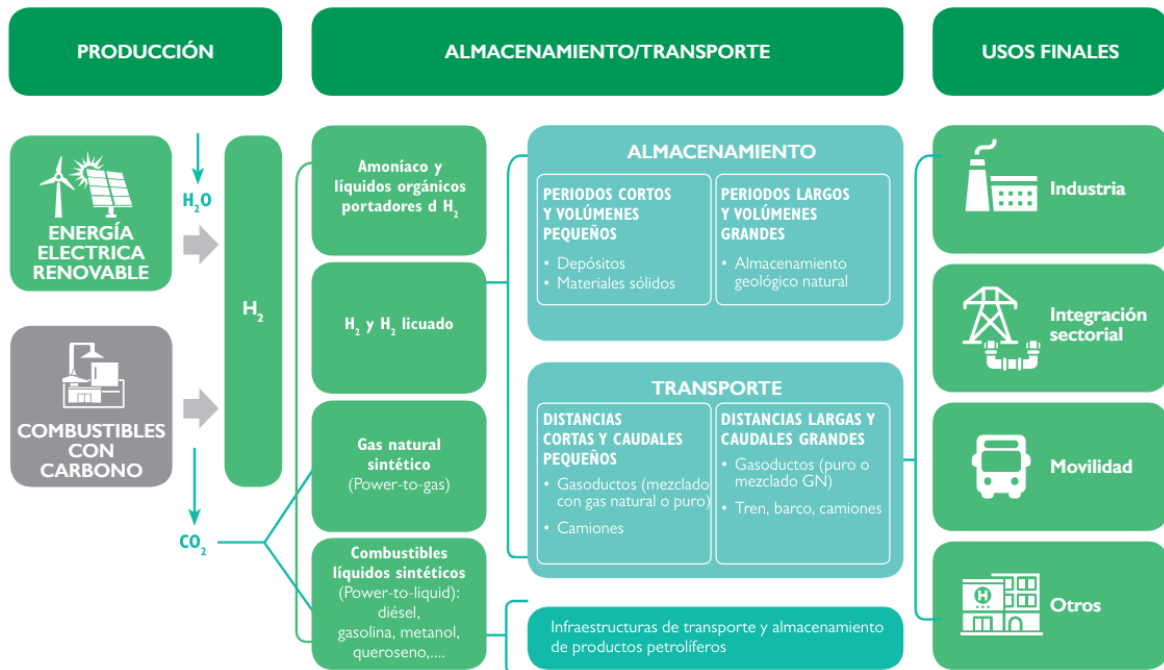 PRODUCCIÓN
ALMACENAMIENTO/TRANSPORTE
USOS FINALES
H₂O
ENERGÍA
ELECTRICA
RENOVABLE
COMBUSTIBLES
CON
CARBONO
CO₂
H₂
Amoníaco y
líquidos orgánicos
portadores d H₂
H₂ y H₂ licuado
Gas natural
sintético
(Power-to-gas)
Combustibles
líquidos sintéticos
(Power-to-liquid):
diésel,
gasolina, metanol,
queroseno,....
ALMACENAMIENTO
PERIODOS CORTOS
Y VOLÚMENES
PEQUEÑOS
• Depósitos
• Materiales sólidos
PERIODOS LARGOS
Y VOLÚMENES
GRANDES
• Almacenamiento
geológico natural
TRANSPORTE
DISTANCIAS
CORTAS Y CAUDALES
PEQUEÑOS
• Gasoductos (mezclado
con gas natural o puro)
• Camiones
DISTANCIAS LARGAS Y
CAUDALES GRANDES
• Gasoductos (puro o
mezclado GN)
• Tren, barco, camiones
Infraestructuras de transporte y almacenamiento
de productos petrolíferos
Industria
Integración
sectorial
Movilidad
H
Otros